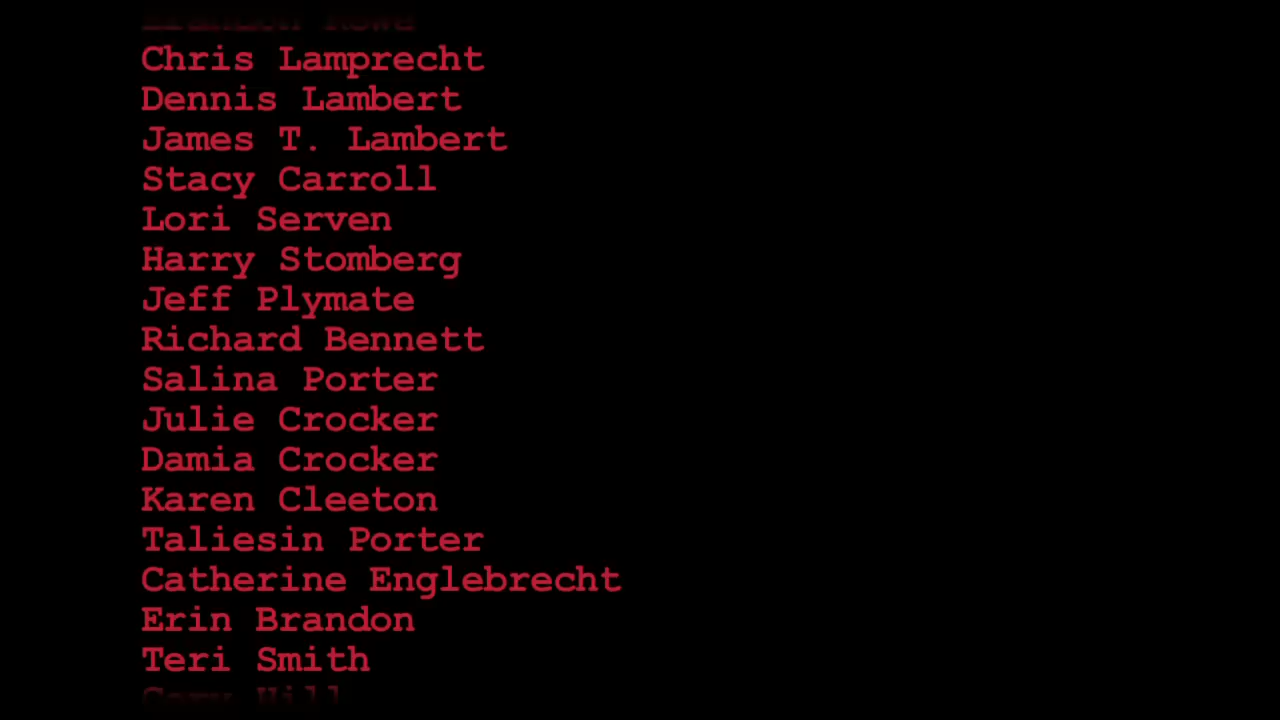 Chris Lamprecht
Dennis Lambert
James T. Lambert
Stacy Carroll
Lori Serven
Harry Stomberg
Jeff Plymate
Richard Bennett
Salina Porter
Julie Crocker
Damia Crocker
Karen Cleeton
Taliesin Porter
Catherine Englebrecht
Erin Brandon
Teri Smith